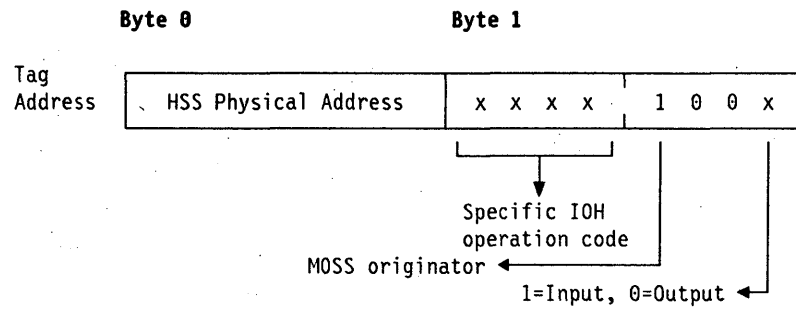 Byte 0 Byte 1
Tag
Address HSS Physical Address x x x x 1 0 0 x
Specific IOH
operation code
MOSS originator
1=Input, 0=Output